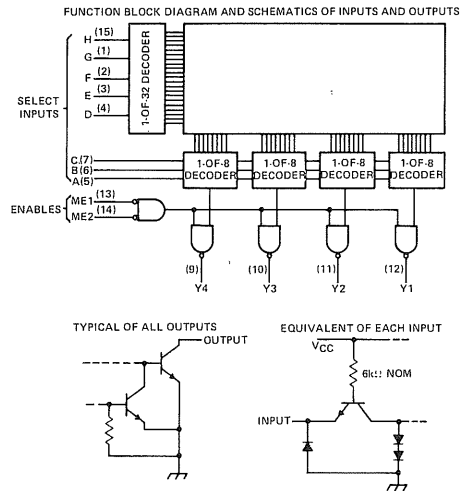 FUNCTION BLOCK DIAGRAM AND SCHEMATICS OF INPUTS AND OUTPUTS
H (15)
G (1)
F (2)
E (3)
D (4)
1-OF-32 DECODER
SELECT
INPUTS
C (7)
B (6)
A (5)
1-OF-8
DECODER
1-OF-8
DECODER
1-OF-8
DECODER
1-OF-8
DECODER
ENABLES
ME1 (13)
ME2 (14)
(9)
(10)
(11)
(12)
Y4
Y3
Y2
Y1
TYPICAL OF ALL OUTPUTS
OUTPUT
EQUIVALENT OF EACH INPUT
VCC
6kΩ NOM
INPUT